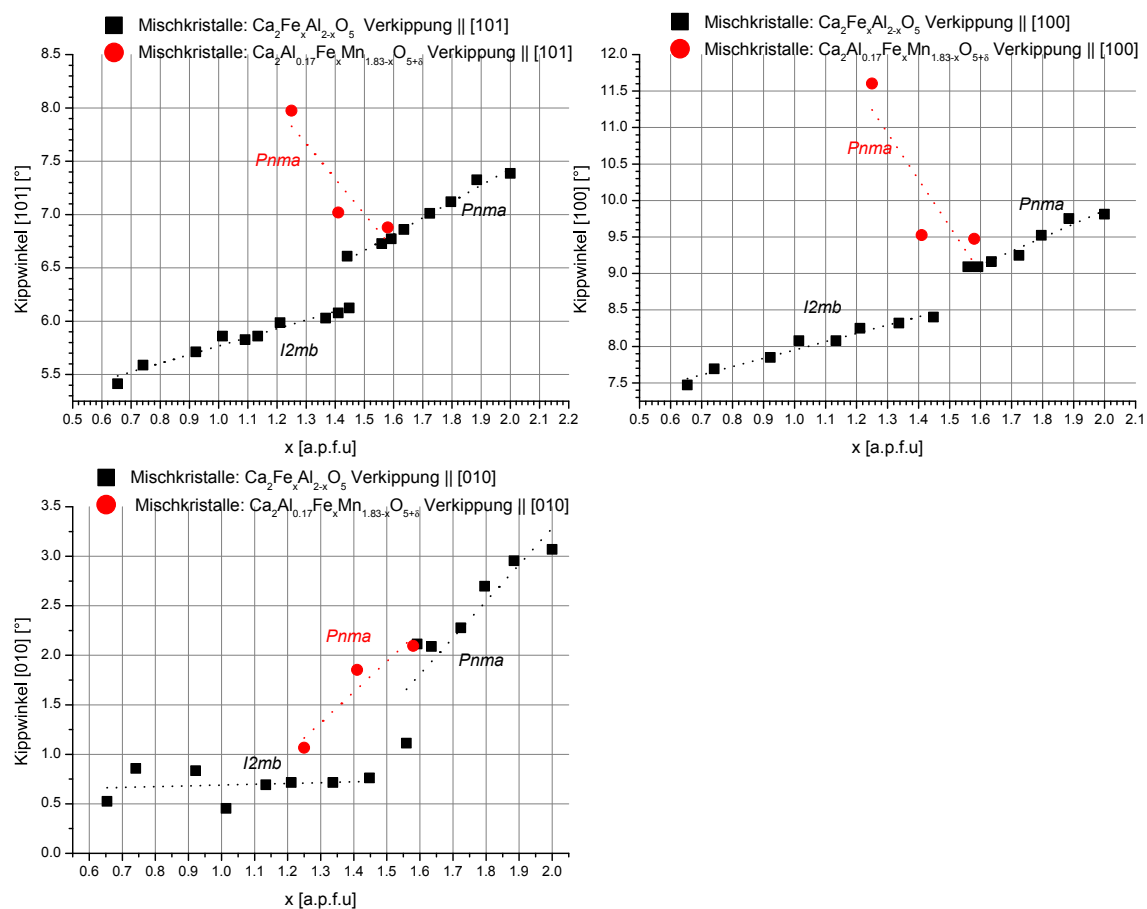 Mischkristalle: Ca₂FeₓAl₂₋ₓO₅ Verkippung || [101]
Mischkristalle: Ca₂Al₀.₁₇FeₓMn₁.₈₃₋ₓO₅₊δ Verkippung || [101]
8.0
7.5
7.0
6.5
6.0
5.5
Kippwinkel [101] [°]
Pnma
Pnma
I2mb
0.5 0.6 0.7 0.8 0.9 1.0 1.1 1.2 1.3 1.4 1.5 1.6 1.7 1.8 1.9 2.0 2.1 2.2
x [a.p.f.u]
Mischkristalle: Ca₂FeₓAl₂₋ₓO₅ Verkippung || [100]
Mischkristalle: Ca₂Al₀.₁₇FeₓMn₁.₈₃₋ₓO₅₊δ Verkippung || [100]
12.0
11.5
11.0
10.5
10.0
9.5
9.0
8.5
8.0
7.5
Kippwinkel [100] [°]
Pnma
Pnma
I2mb
0.5 0.6 0.7 0.8 0.9 1.0 1.1 1.2 1.3 1.4 1.5 1.6 1.7 1.8 1.9 2.0 2.1
x [a.p.f.u]
Mischkristalle: Ca₂FeₓAl₂₋ₓO₅ Verkippung || [010]
Mischkristalle: Ca₂Al₀.₁₇FeₓMn₁.₈₃₋ₓO₅₊δ Verkippung || [010]
3.5
3.0
2.5
2.0
1.5
1.0
0.5
0.0
Kippwinkel [010] [°]
Pnma
Pnma
I2mb
0.6 0.7 0.8 0.9 1.0 1.1 1.2 1.3 1.4 1.5 1.6 1.7 1.8 1.9 2.0
x [a.p.f.u]